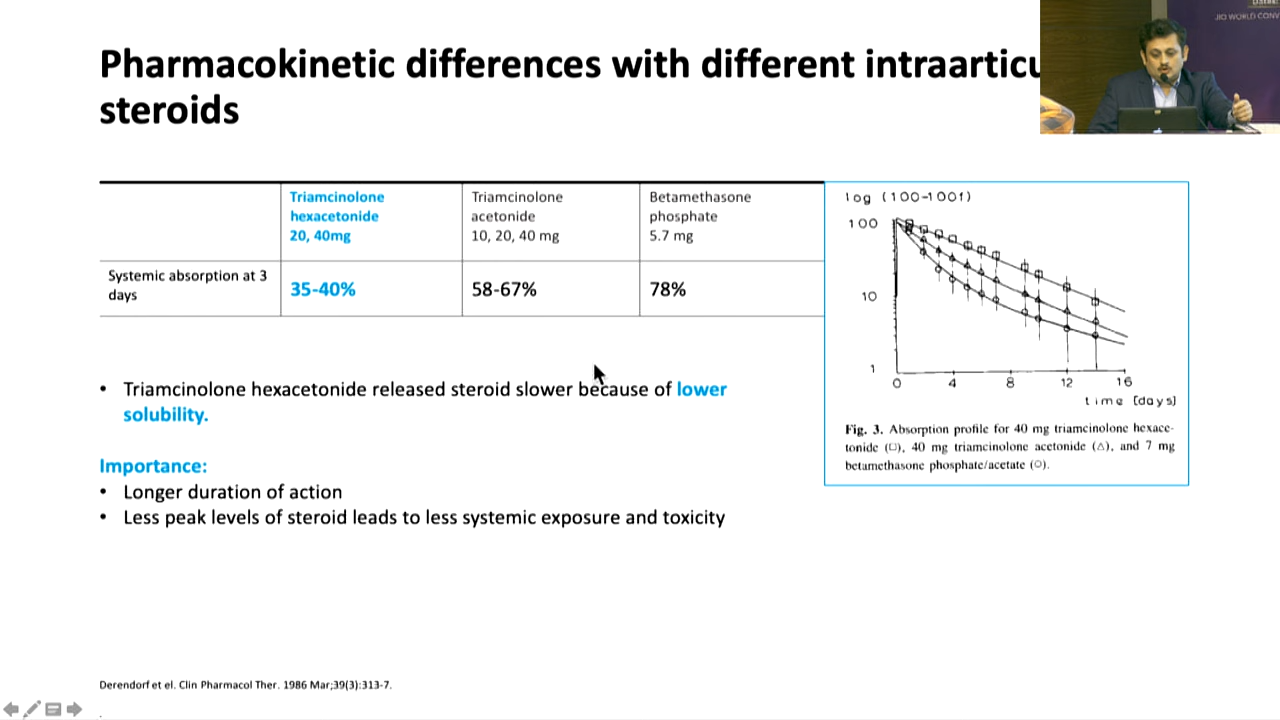 Pharmacokinetic differences with different intraarticu
steroids
JIO WORLD CONV
Triamcinolone
hexacetonide
20, 40mg
Triamcinolone
acetonide
10, 20, 40 mg
Betamethasone
phosphate
5.7 mg
Systemic absorption at 3
days
35-40%
58-67%
78%
log (100-100f)
100
10
1
0 4 8 12 16
time [days]
Fig. 3. Absorption profile for 40 mg triamcinolone hexace-
tonide (□), 40 mg triamcinolone acetonide (△), and 7 mg
betamethasone phosphate/acetate (○).
• Triamcinolone hexacetonide released steroid slower because of lower
solubility.
Importance:
• Longer duration of action
• Less peak levels of steroid leads to less systemic exposure and toxicity
Derendorf et el. Clin Pharmacol Ther. 1986 Mar;39(3):313-7.
.